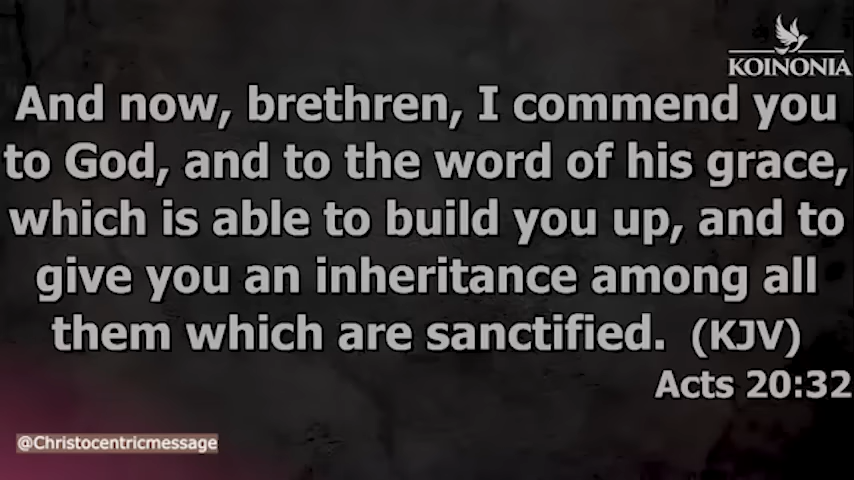 KOINONIA
And now, brethren, I commend you
to God, and to the word of his grace,
which is able to build you up, and to
give you an inheritance among all
them which are sanctified. (KJV)
Acts 20:32
@Christocentricmessage